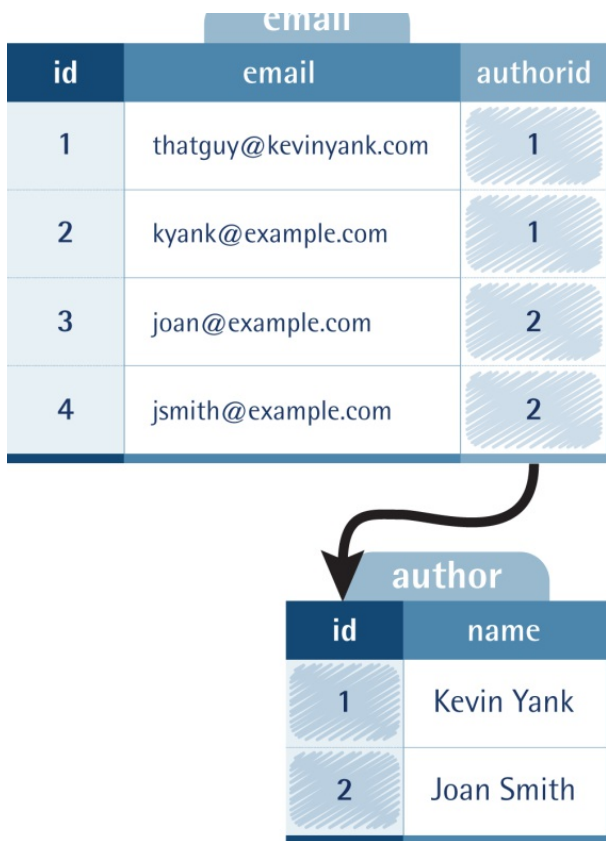 email
id email authorid
1 thatguy@kevinyank.com 1
2 kyank@example.com 1
3 joan@example.com 2
4 jsmith@example.com 2
author
id name
1 Kevin Yank
2 Joan Smith